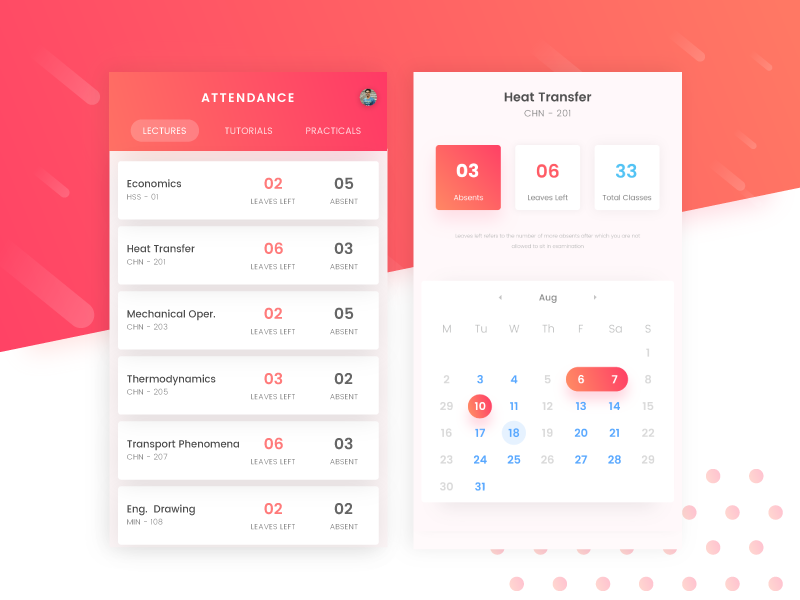 ATTENDANCE
LECTURES TUTORIALS PRACTICALS
Economics
HSS - 01
02
LEAVES LEFT
05
ABSENT
Heat Transfer
CHN - 201
06
LEAVES LEFT
03
ABSENT
Mechanical Oper.
CHN - 203
02
LEAVES LEFT
05
ABSENT
Thermodynamics
CHN - 205
03
LEAVES LEFT
02
ABSENT
Transport Phenomena
CHN - 207
06
LEAVES LEFT
03
ABSENT
Eng. Drawing
MIN - 108
02
LEAVES LEFT
02
ABSENT
Heat Transfer
CHN - 201
03
Absents
06
Leaves Left
33
Total Classes
Leaves left refers to the number of more absents after which you are not
allowed to sit in examination
Aug
M Tu W Th F Sa S
1
2 3 4 5 6 7 8
29 10 11 12 13 14 15
16 17 18 19 20 21 22
23 24 25 26 27 28 29
30 31